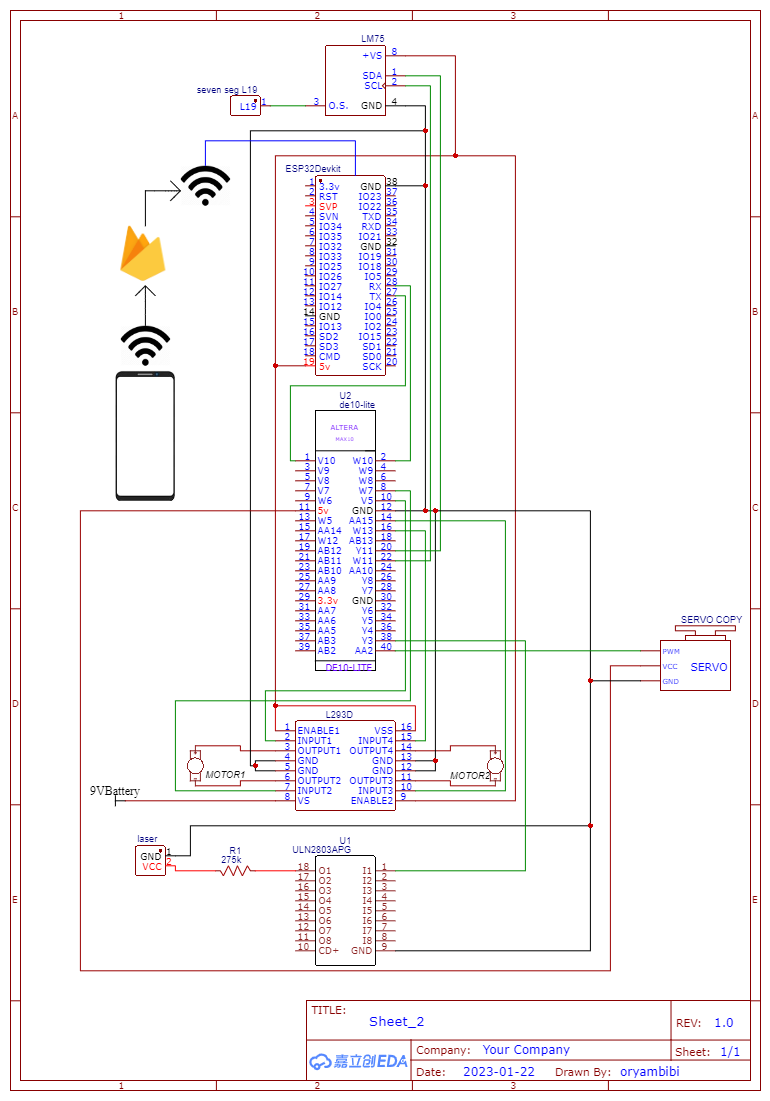 1 2 3
LM75
+VS 8
SDA 1
SCL 2
seven seg L19
L19 1
3 O.S. GND 4
A A
ESP32Devkit
1 3.3v GND 38
2 RST IO23 37
3 SVP IO22 36
4 SVN TXD 35
5 IO34 RXD 34
6 IO35 IO21 33
7 IO32 GND 32
8 IO33 IO19 31
9 IO25 IO18 30
10 IO26 IO5 29
11 IO27 RX 28
12 IO14 TX 27
13 IO12 IO4 26
14 GND IO0 25
15 IO13 IO2 24
16 SD2 IO15 23
17 SD3 SD1 22
18 CMD SD0 21
19 5v SCK 20
B B
U2
de10-lite
ALTERA
MAX10
1 V10 W10 2
3 V9 W9 4
5 V8 W8 6
7 V7 W7 8
9 W6 V5 10
11 5v GND 12
13 W5 AA15 14
15 AA14 W13 16
17 W12 AB13 18
19 AB12 Y11 20
21 AB11 W11 22
23 AB10 AA10 24
25 AA9 Y8 26
27 AA8 Y7 28
29 3.3v GND 30
31 AA7 Y6 32
33 AA6 Y5 34
35 AA5 Y4 36
37 AB3 Y3 38
39 AB2 AA2 40
DE10-LITE
C C
SERVO COPY
PWM
VCC
GND
SERVO
D D
L293D
1 ENABLE1 VSS 16
2 INPUT1 INPUT4 15
3 OUTPUT1 OUTPUT4 14
4 GND GND 13
5 GND GND 12
6 OUTPUT2 OUTPUT3 11
7 INPUT2 INPUT3 10
8 VS ENABLE2 9
MOTOR1
MOTOR2
9VBattery
laser
GND 1
VCC 2
R1
275k
U1
ULN2803APG
18 O1 I1 1
17 O2 I2 2
16 O3 I3 3
15 O4 I4 4
14 O5 I5 5
13 O6 I6 6
12 O7 I7 7
11 O8 I8 8
10 CD+ GND 9
E E
TITLE:
Sheet_2
REV: 1.0
嘉立创EDA
Company: Your Company
Sheet: 1/1
Date: 2023-01-22 Drawn By: oryambibi
1 2 3